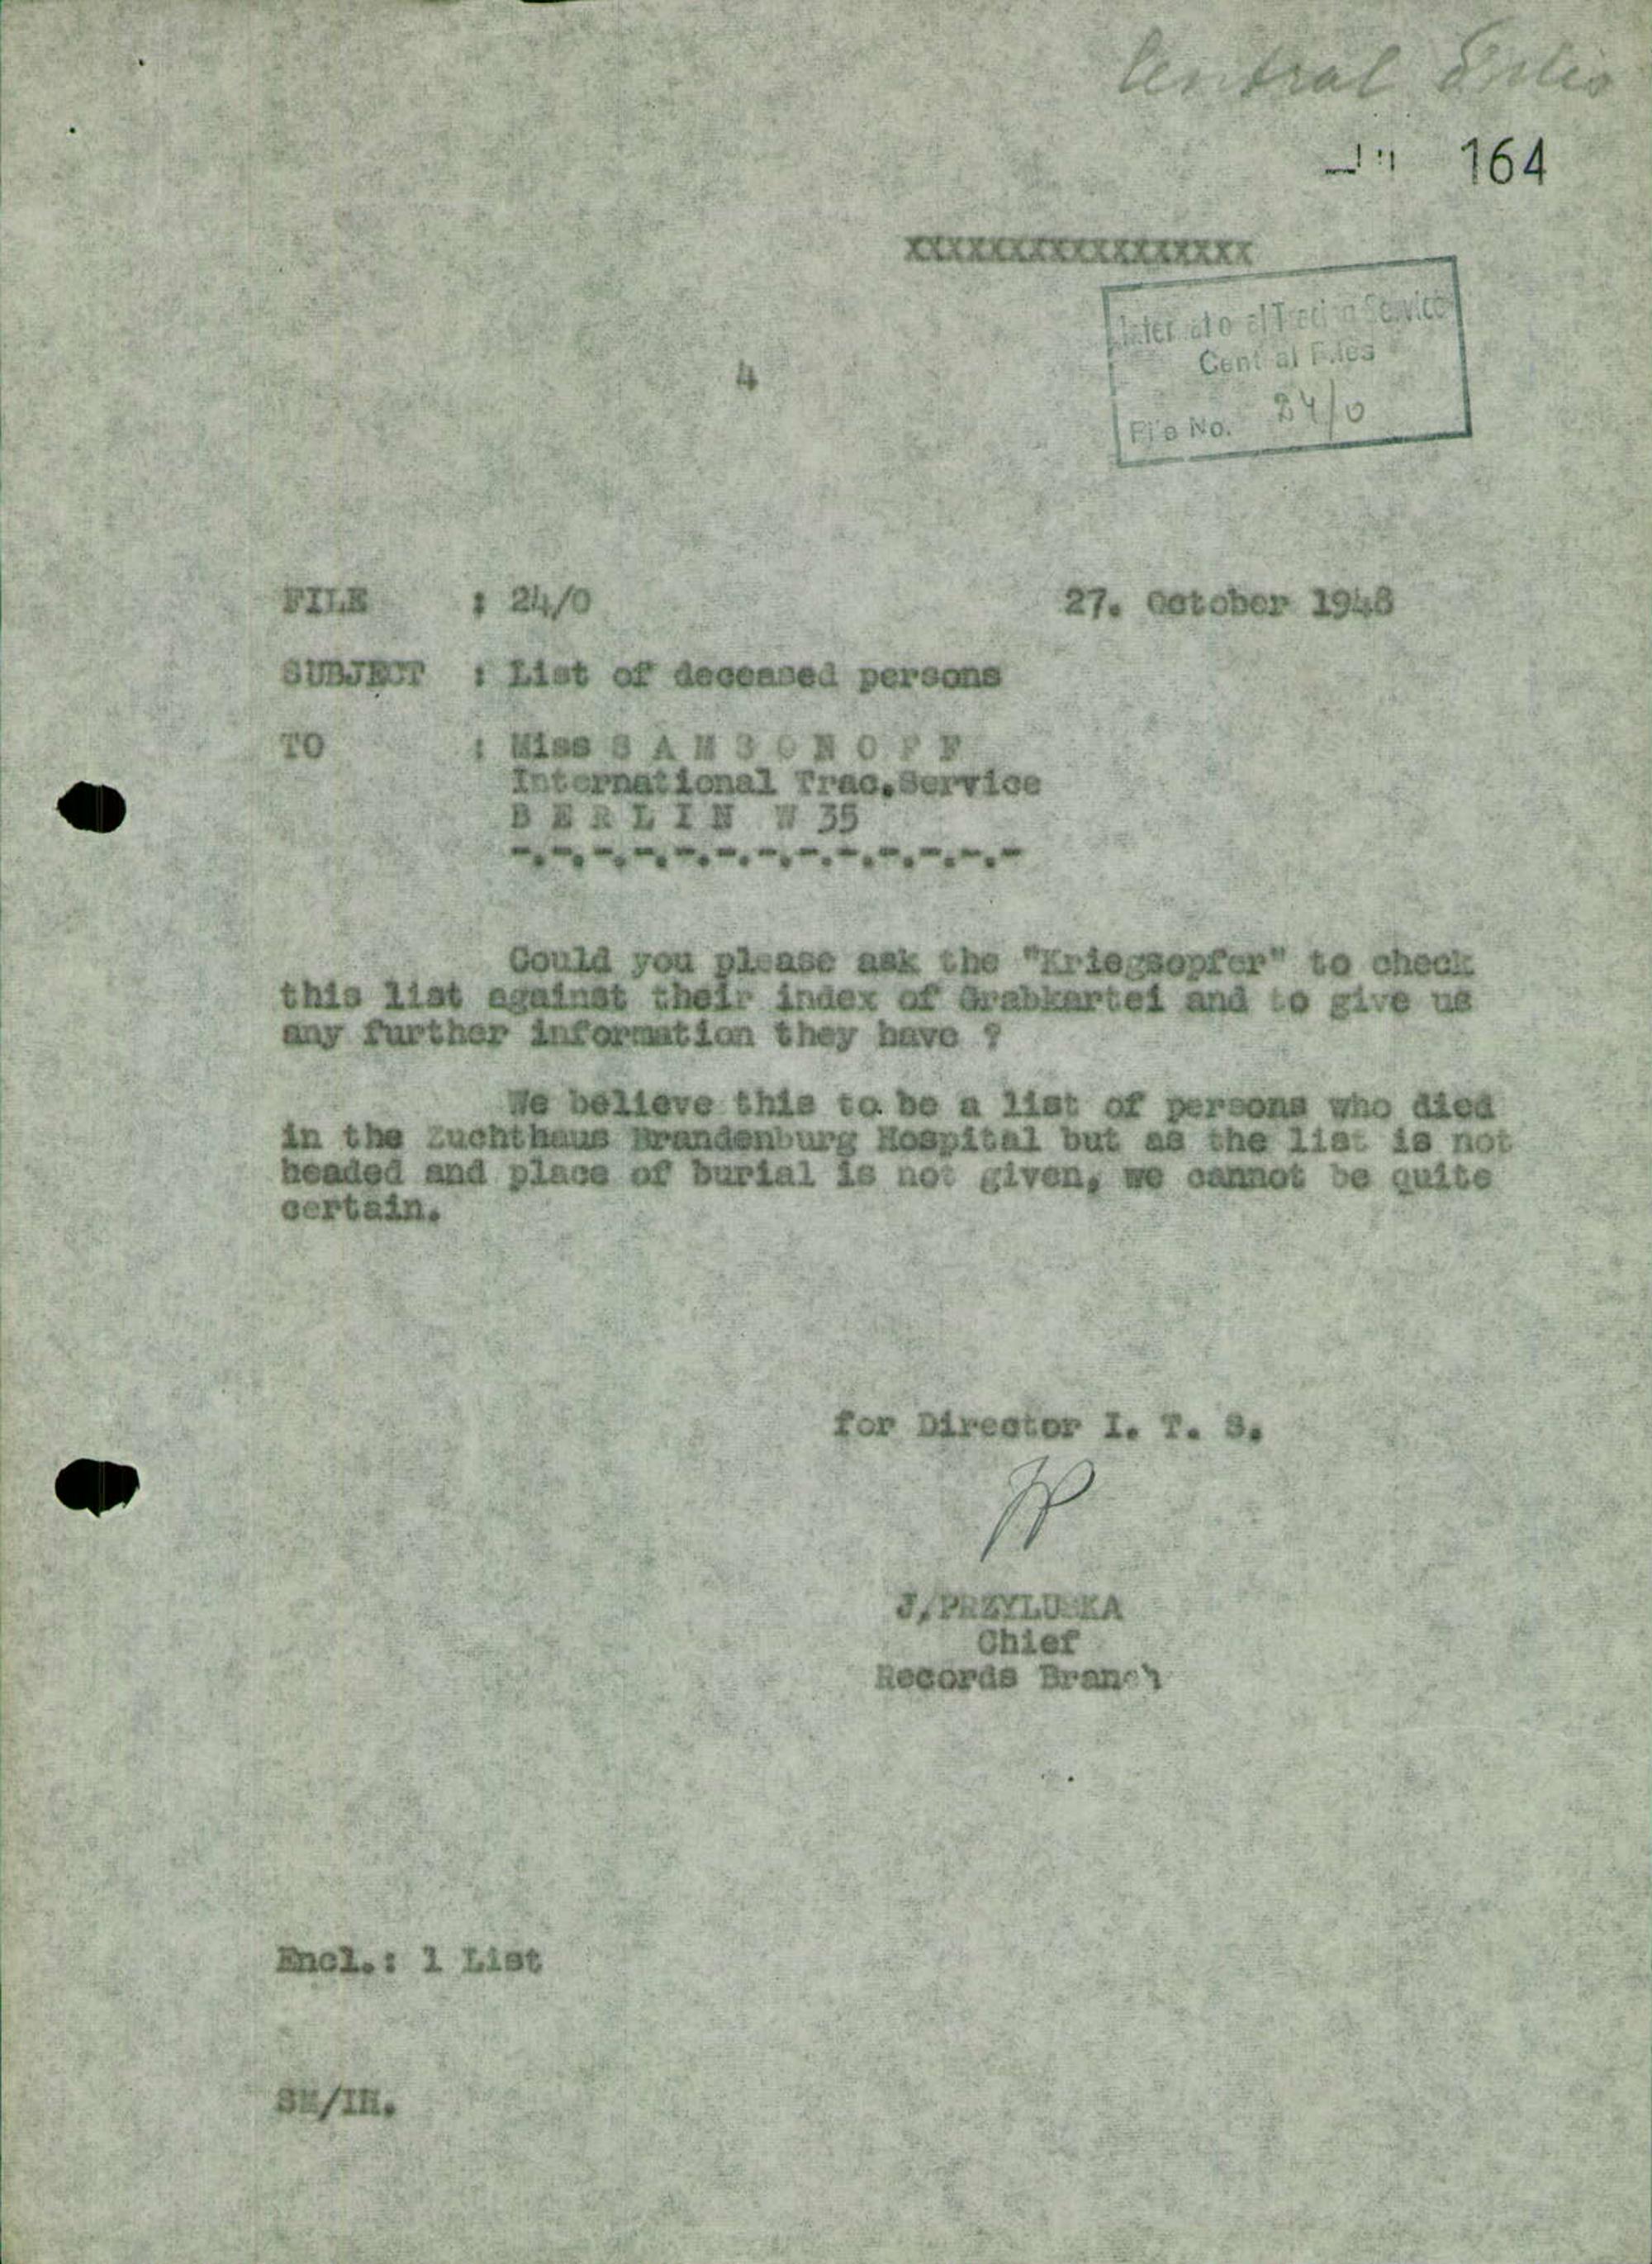 Central Files
164
XXXXXXXXXXXXXXXXX
International Tracing Service
Central Files
File No. 24/0
4
FILE : 24/0 27. October 1948
SUBJECT : List of deceased persons
TO : Miss S A M S O N O F F
International Trac.Service
B E R L I N W 35
-.-.-.-.-.-.-.-.-.-.-.-.-
Could you please ask the "Kriegsopfer" to check
this list against their index of Grabkartei and to give us
any further information they have ?
We believe this to be a list of persons who died
in the Zuchthaus Brandenburg Hospital but as the list is not
headed and place of burial is not given, we cannot be quite
certain.
for Director I. T. S.
JP
J.PRZYLUSKA
Chief
Records Branch
Encl.: 1 List